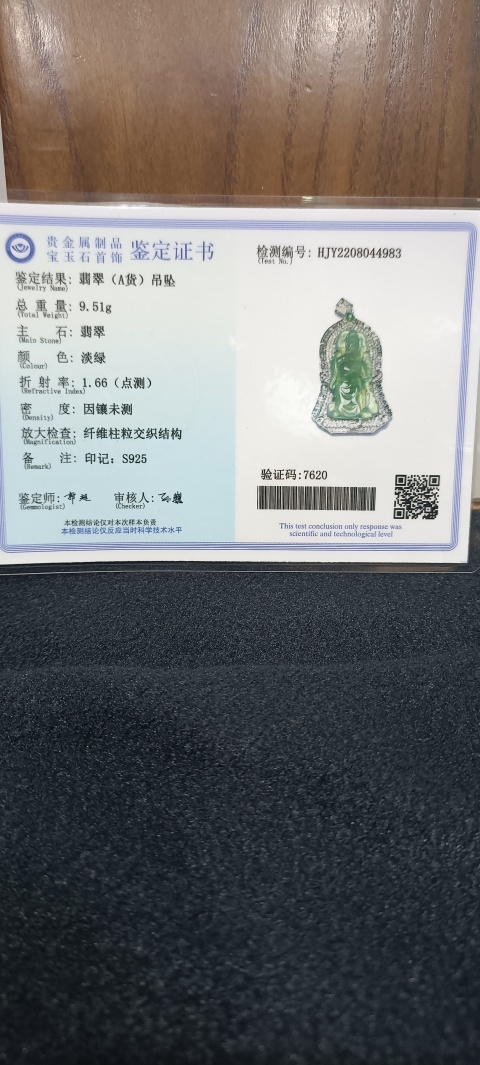 贵金属制品
宝玉石首饰 鉴定证书
检测编号: HJY2208044983
(Test No.)
鉴定结果: 翡翠（A货）吊坠
(Jewelry Name)
总重量: 9.51g
(Total Weight)
主石: 翡翠
(Main Stone)
颜色: 淡绿
(Colour)
折射率: 1.66（点测）
(Refractive Index)
密度: 因镶未测
(Density)
放大检查: 纤维柱粒交织结构
(Magnification)
备注: 印记: S925
(Remark)
验证码:7620
鉴定师: 审核人:
(Gemmologist) (Checker)
本检测结论仅对本次样本负责
本检测结论仅反应当时科学技术水平
This test conclusion only response was
scientific and technological level